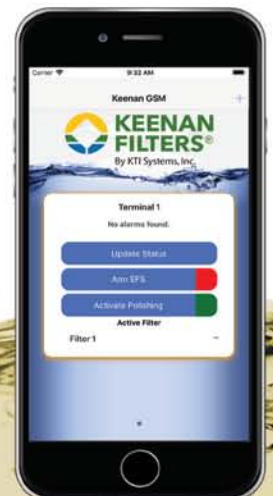 Carrier 9:32 AM
Keenan GSM +
KEENAN
FILTERS®
By KTI Systems, Inc.
Terminal 1
No alarms found.
Update Status
Arm EFS
Activate Polishing
Active Filter
Filter 1